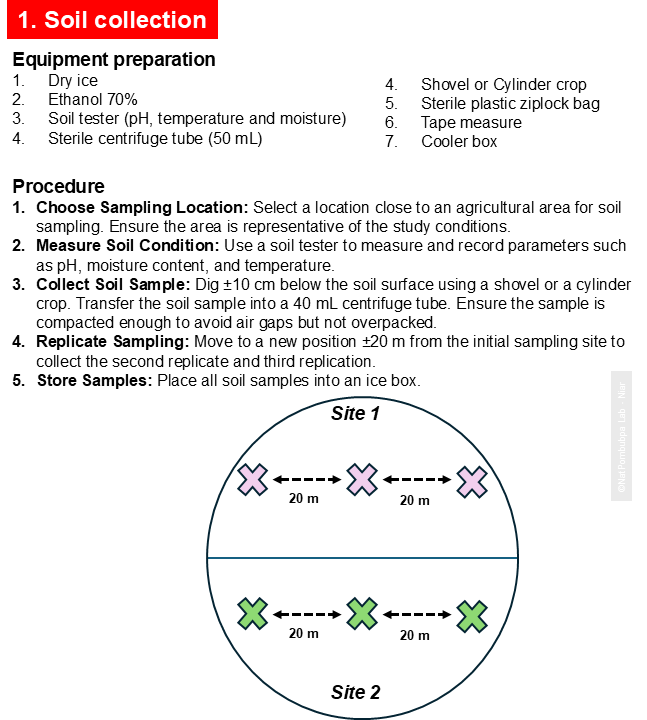 1. Soil collection
Equipment preparation
1. Dry ice
2. Ethanol 70%
3. Soil tester (pH, temperature and moisture)
4. Sterile centrifuge tube (50 mL)
4. Shovel or Cylinder crop
5. Sterile plastic ziplock bag
6. Tape measure
7. Cooler box
Procedure
1. Choose Sampling Location: Select a location close to an agricultural area for soil
sampling. Ensure the area is representative of the study conditions.
2. Measure Soil Condition: Use a soil tester to measure and record parameters such
as pH, moisture content, and temperature.
3. Collect Soil Sample: Dig ±10 cm below the soil surface using a shovel or a cylinder
crop. Transfer the soil sample into a 40 mL centrifuge tube. Ensure the sample is
compacted enough to avoid air gaps but not overpacked.
4. Replicate Sampling: Move to a new position ±20 m from the initial sampling site to
collect the second replicate and third replication.
5. Store Samples: Place all soil samples into an ice box.
Site 1
20 m
20 m
20 m
20 m
Site 2
©NatPombubpa Lab - Niar